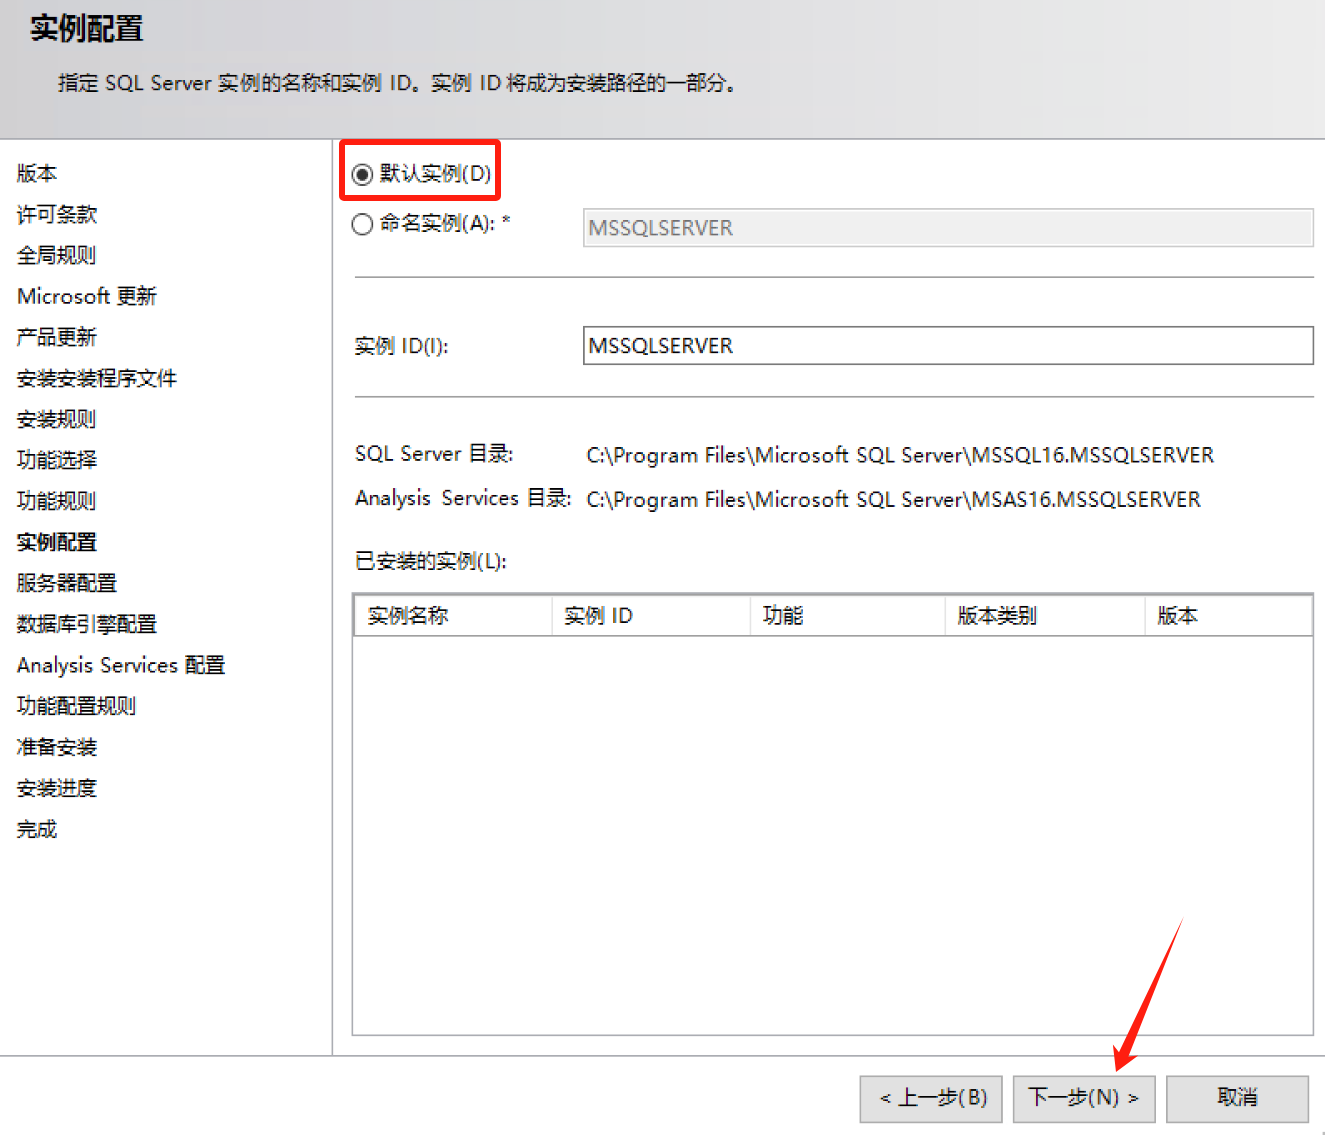 实例配置
指定 SQL Server 实例的名称和实例 ID。实例 ID 将成为安装路径的一部分。
版本
许可条款
全局规则
Microsoft 更新
产品更新
安装安装程序文件
安装规则
功能选择
功能规则
实例配置
服务器配置
数据库引擎配置
Analysis Services 配置
功能配置规则
准备安装
安装进度
完成
默认实例(D)
命名实例(A): * MSSQLSERVER
实例 ID(I): MSSQLSERVER
SQL Server 目录: C:\Program Files\Microsoft SQL Server\MSSQL16.MSSQLSERVER
Analysis Services 目录: C:\Program Files\Microsoft SQL Server\MSAS16.MSSQLSERVER
已安装的实例(L):
实例名称 实例 ID 功能 版本类别 版本
< 上一步(B) 下一步(N) > 取消